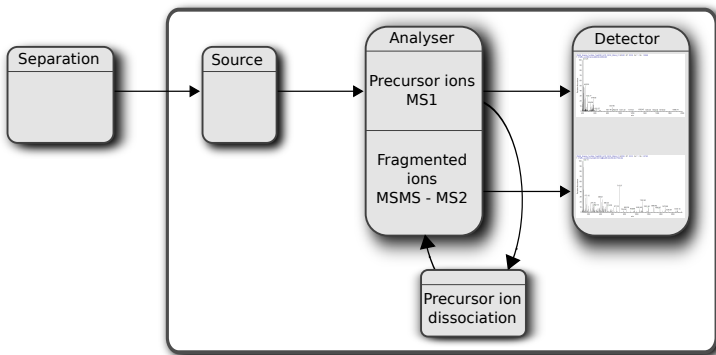 Separation
Source
Analyser
Precursor ions
MS1
Fragmented
ions
MSMS - MS2
Detector
Precursor ion
dissociation